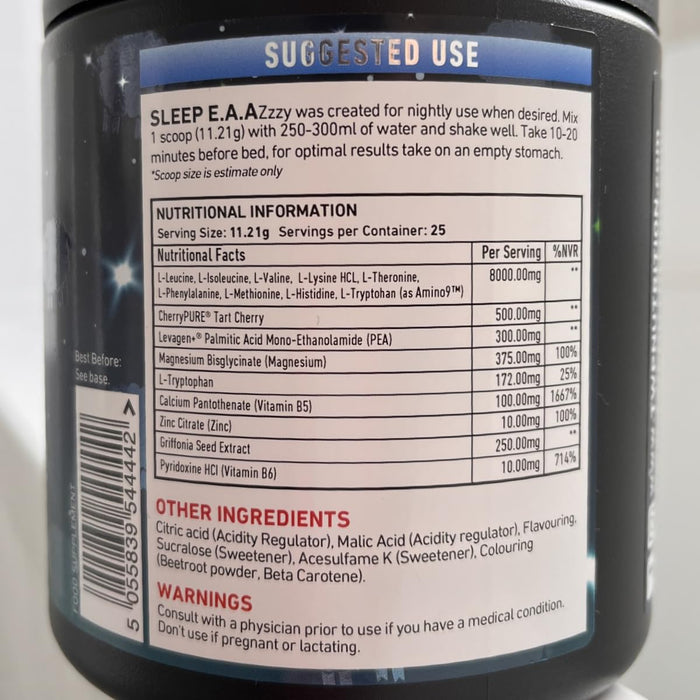 SUGGESTED USE
SLEEP E.A.AZzzy was created for nightly use when desired. Mix
1 scoop (11.21g) with 250-300ml of water and shake well. Take 10-20
minutes before bed, for optimal results take on an empty stomach.
*Scoop size is estimate only
NUTRITIONAL INFORMATION
Serving Size: 11.21g Servings per Container: 25
Nutritional Facts Per Serving %NVR
L-Leucine, L-Isoleucine, L-Valine, L-Lysine HCL, L-Theronine, 8000.00mg **
L-Phenylalanine, L-Methionine, L-Histidine, L-Tryptohan (as Amino9™)
CherryPURE® Tart Cherry 500.00mg **
Levagen+® Palmitic Acid Mono-Ethanolamide (PEA) 300.00mg **
Magnesium Bisglycinate (Magnesium) 375.00mg 100%
L-Tryptophan 172.00mg 25%
Calcium Pantothenate (Vitamin B5) 100.00mg 1667%
Zinc Citrate (Zinc) 10.00mg 100%
Griffonia Seed Extract 250.00mg **
Pyridoxine HCl (Vitamin B6) 10.00mg 714%
OTHER INGREDIENTS
Citric acid (Acidity Regulator), Malic Acid (Acidity regulator), Flavouring,
Sucralose (Sweetener), Acesulfame K (Sweetener), Colouring
(Beetroot powder, Beta Carotene).
WARNINGS
Consult with a physician prior to use if you have a medical condition.
Don't use if pregnant or lactating.
Best Before:
See base.
FOOD SUPPLEMENT
5 055839 544442 >